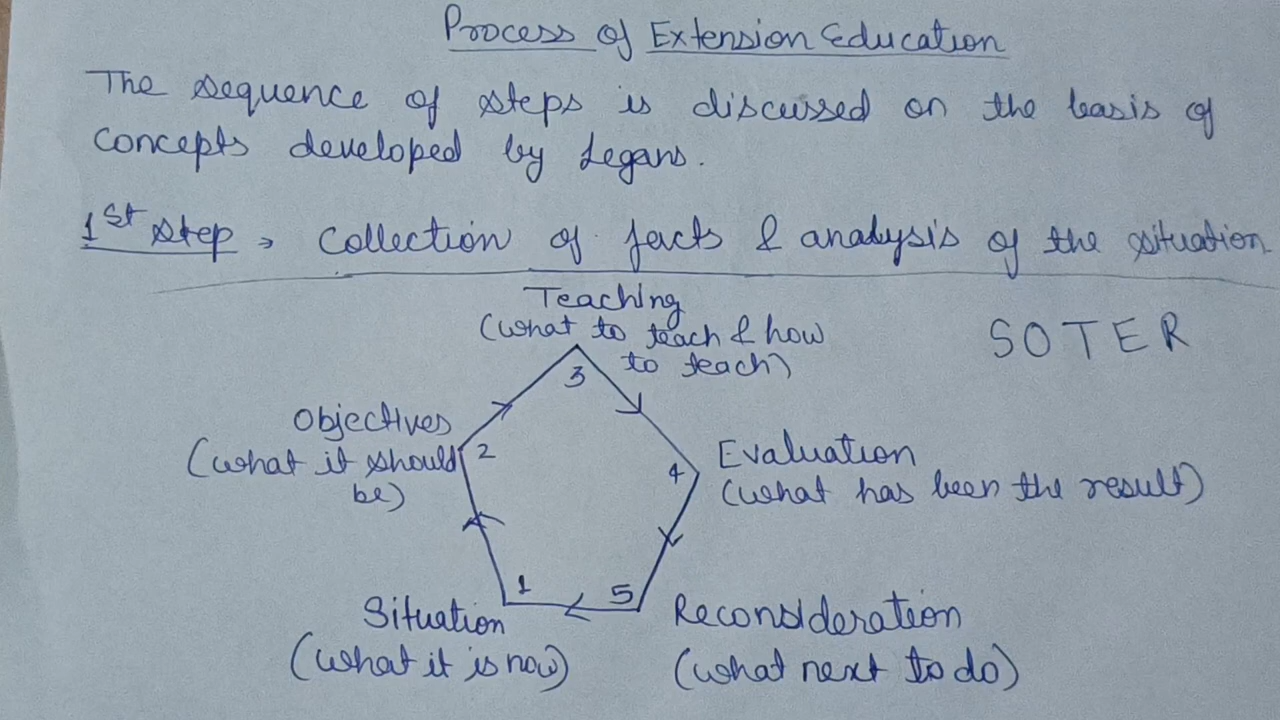 Process of Extension Education
The sequence of steps is discussed on the basis of
concepts developed by Legans.
1st step → Collection of facts & analysis of the situation
Teaching
(what to teach & how
to teach)
SOTER
3
Objectives
(what it should
be)
2
4
Evaluation
(what has been the result)
1
5
Situation
(what it is now)
Reconsideration
(what next to do)